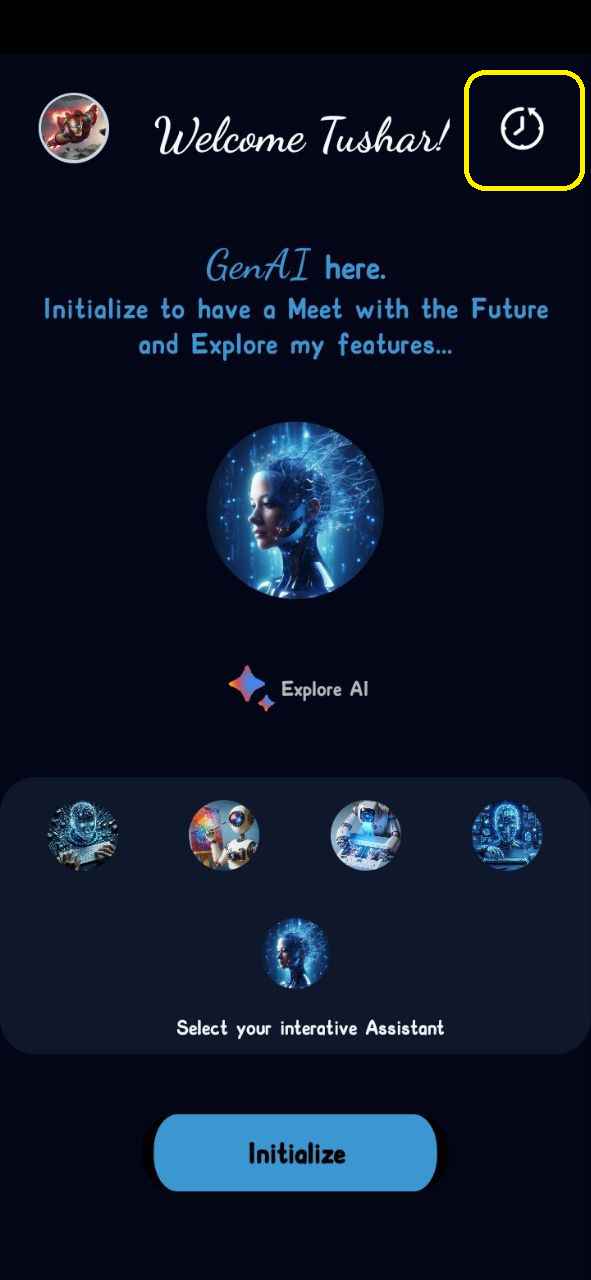 Welcome Tushar!
GenAI here.
Initialize to have a Meet with the Future
and Explore my features...
Explore AI
Select your interative Assistant
Initialize